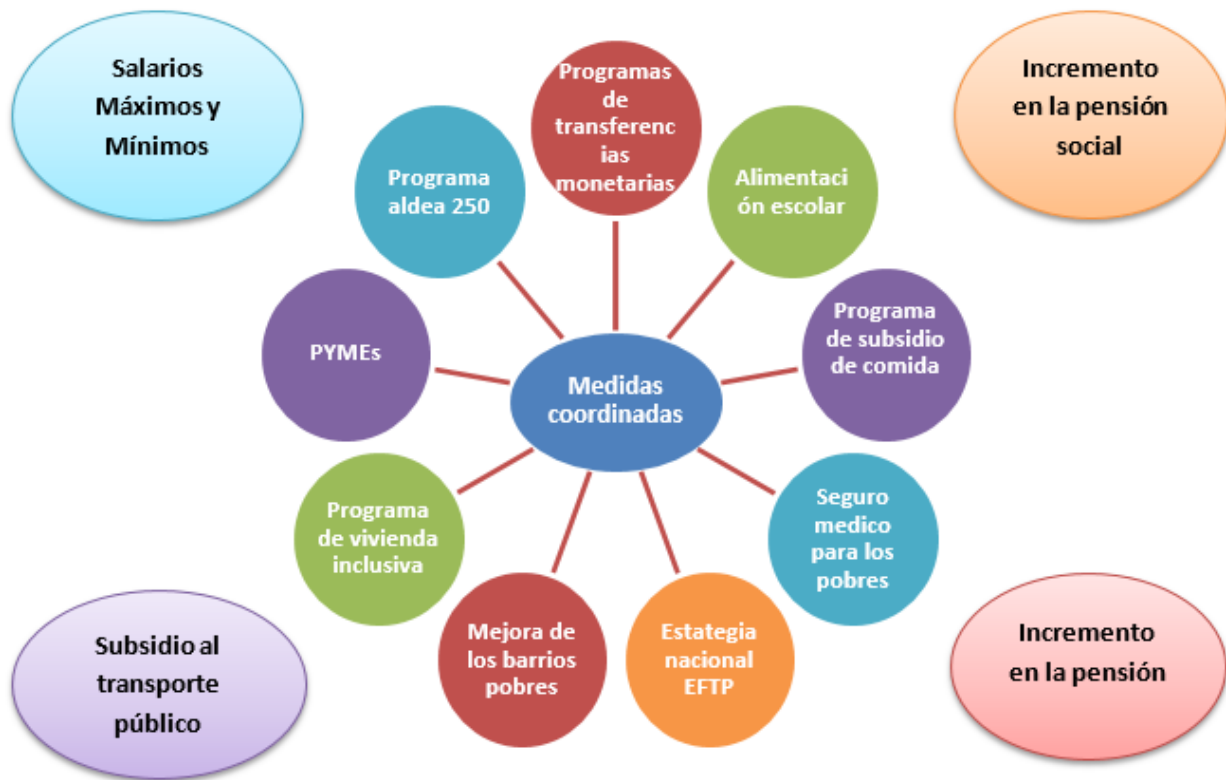 Salarios
Máximos y
Mínimos
Programas
de
transferenc
ias
monetarias
Incremento
en la pensión
social
Programa
aldea 250
Alimentaci
ón escolar
PYMEs
Programa
de subsidio
de comida
Medidas
coordinadas
Programa
de vivienda
inclusiva
Seguro
medico
para los
pobres
Mejora de
los barrios
pobres
Estategia
nacional
EFTP
Subsidio al
transporte
público
Incremento
en la pensión